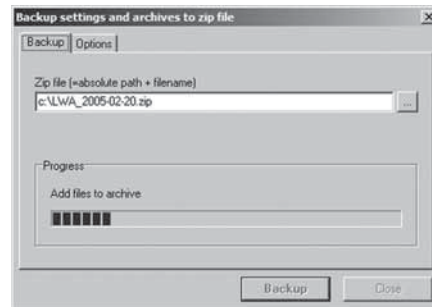 Backup settings and archives to zip file
Backup Options
Zip file (=absolute path + filename)
c:\LWA_2005-02-20.zip
...
Progress
Add files to archive
Backup Close